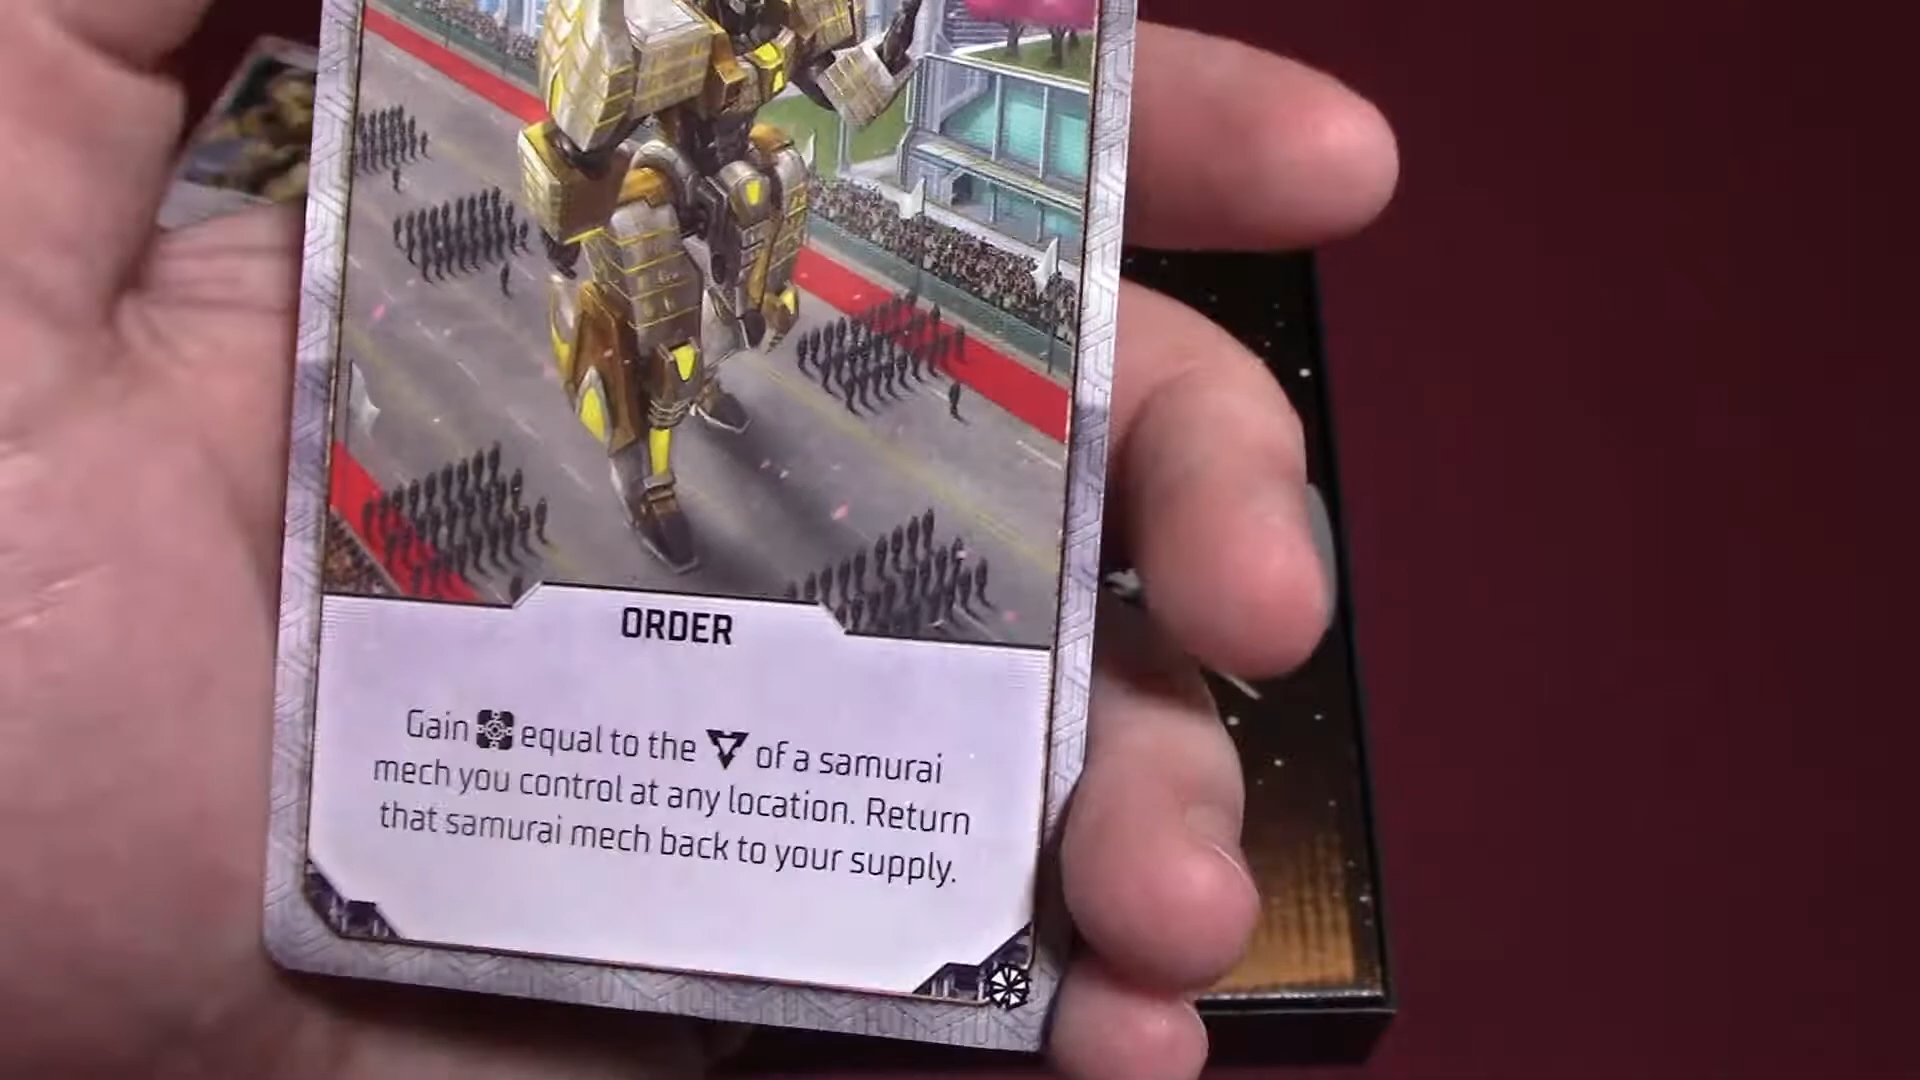 ORDER
Gain equal to the of a samurai
mech you control at any location. Return
that samurai mech back to your supply.